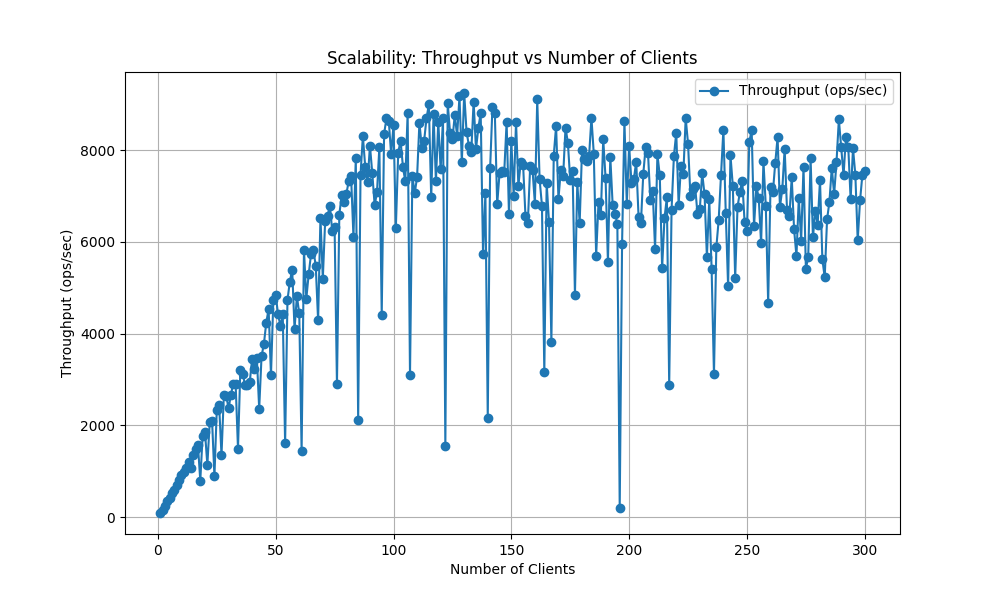 Scalability: Throughput vs Number of Clients
Throughput (ops/sec)
Throughput (ops/sec)
8000
6000
4000
2000
0
0 50 100 150 200 250 300
Number of Clients